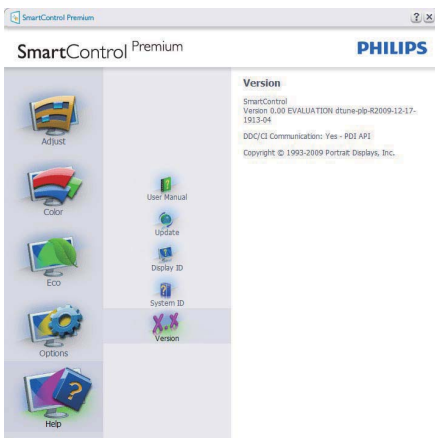 SmartControl Premium
? x
SmartControl Premium
PHILIPS
Adjust
Color
Eco
Options
Help
User Manual
Update
Display ID
System ID
X.X
Version
Version
SmartControl
Version 0.00 EVALUATION dtune-plp-R2009-12-17-
1913-04
DDC/CI Communication: Yes - PDI API
Copyright © 1993-2009 Portrait Displays, Inc.